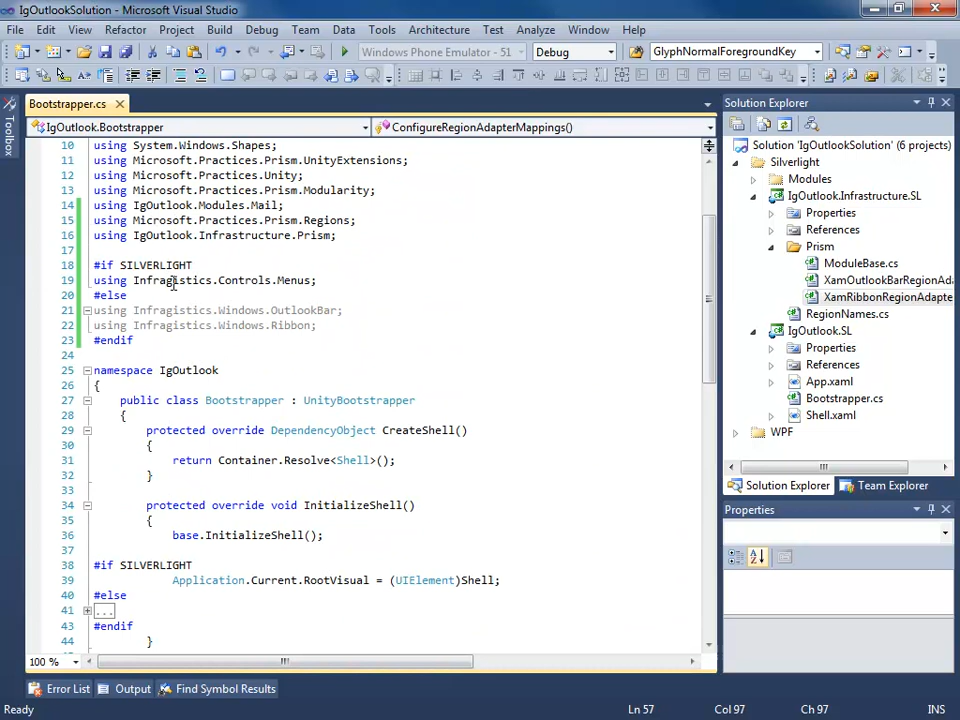 IgOutlookSolution - Microsoft Visual Studio
File Edit View Refactor Project Build Debug Team Data Tools Architecture Test Analyze Window Help
Windows Phone Emulator - 51 Debug GlyphNormalForegroundKey
Toolbox
Bootstrapper.cs
IgOutlook.Bootstrapper ConfigureRegionAdapterMappings()
10 using System.Windows.Shapes;
11 using Microsoft.Practices.Prism.UnityExtensions;
12 using Microsoft.Practices.Unity;
13 using Microsoft.Practices.Prism.Modularity;
14 using IgOutlook.Modules.Mail;
15 using Microsoft.Practices.Prism.Regions;
16 using IgOutlook.Infrastructure.Prism;
17
18 #if SILVERLIGHT
19 using Infragistics.Controls.Menus;
20 #else
21 using Infragistics.Windows.OutlookBar;
22 using Infragistics.Windows.Ribbon;
23 #endif
24
25 namespace IgOutlook
26 {
27 public class Bootstrapper : UnityBootstrapper
28 {
29 protected override DependencyObject CreateShell()
30 {
31 return Container.Resolve<Shell>();
32 }
33
34 protected override void InitializeShell()
35 {
36 base.InitializeShell();
37
38 #if SILVERLIGHT
39 Application.Current.RootVisual = (UIElement)Shell;
40 #else
41 ...
43 #endif
44 }
100 %
Error List Output Find Symbol Results
Ready Ln 57 Col 97 Ch 97 INS
Solution Explorer
Solution 'IgOutlookSolution' (6 projects)
Silverlight
Modules
IgOutlook.Infrastructure.SL
Properties
References
Prism
ModuleBase.cs
XamOutlookBarRegionAda
XamRibbonRegionAdapte
RegionNames.cs
IgOutlook.SL
Properties
References
App.xaml
Bootstrapper.cs
Shell.xaml
WPF
Solution Explorer Team Explorer
Properties